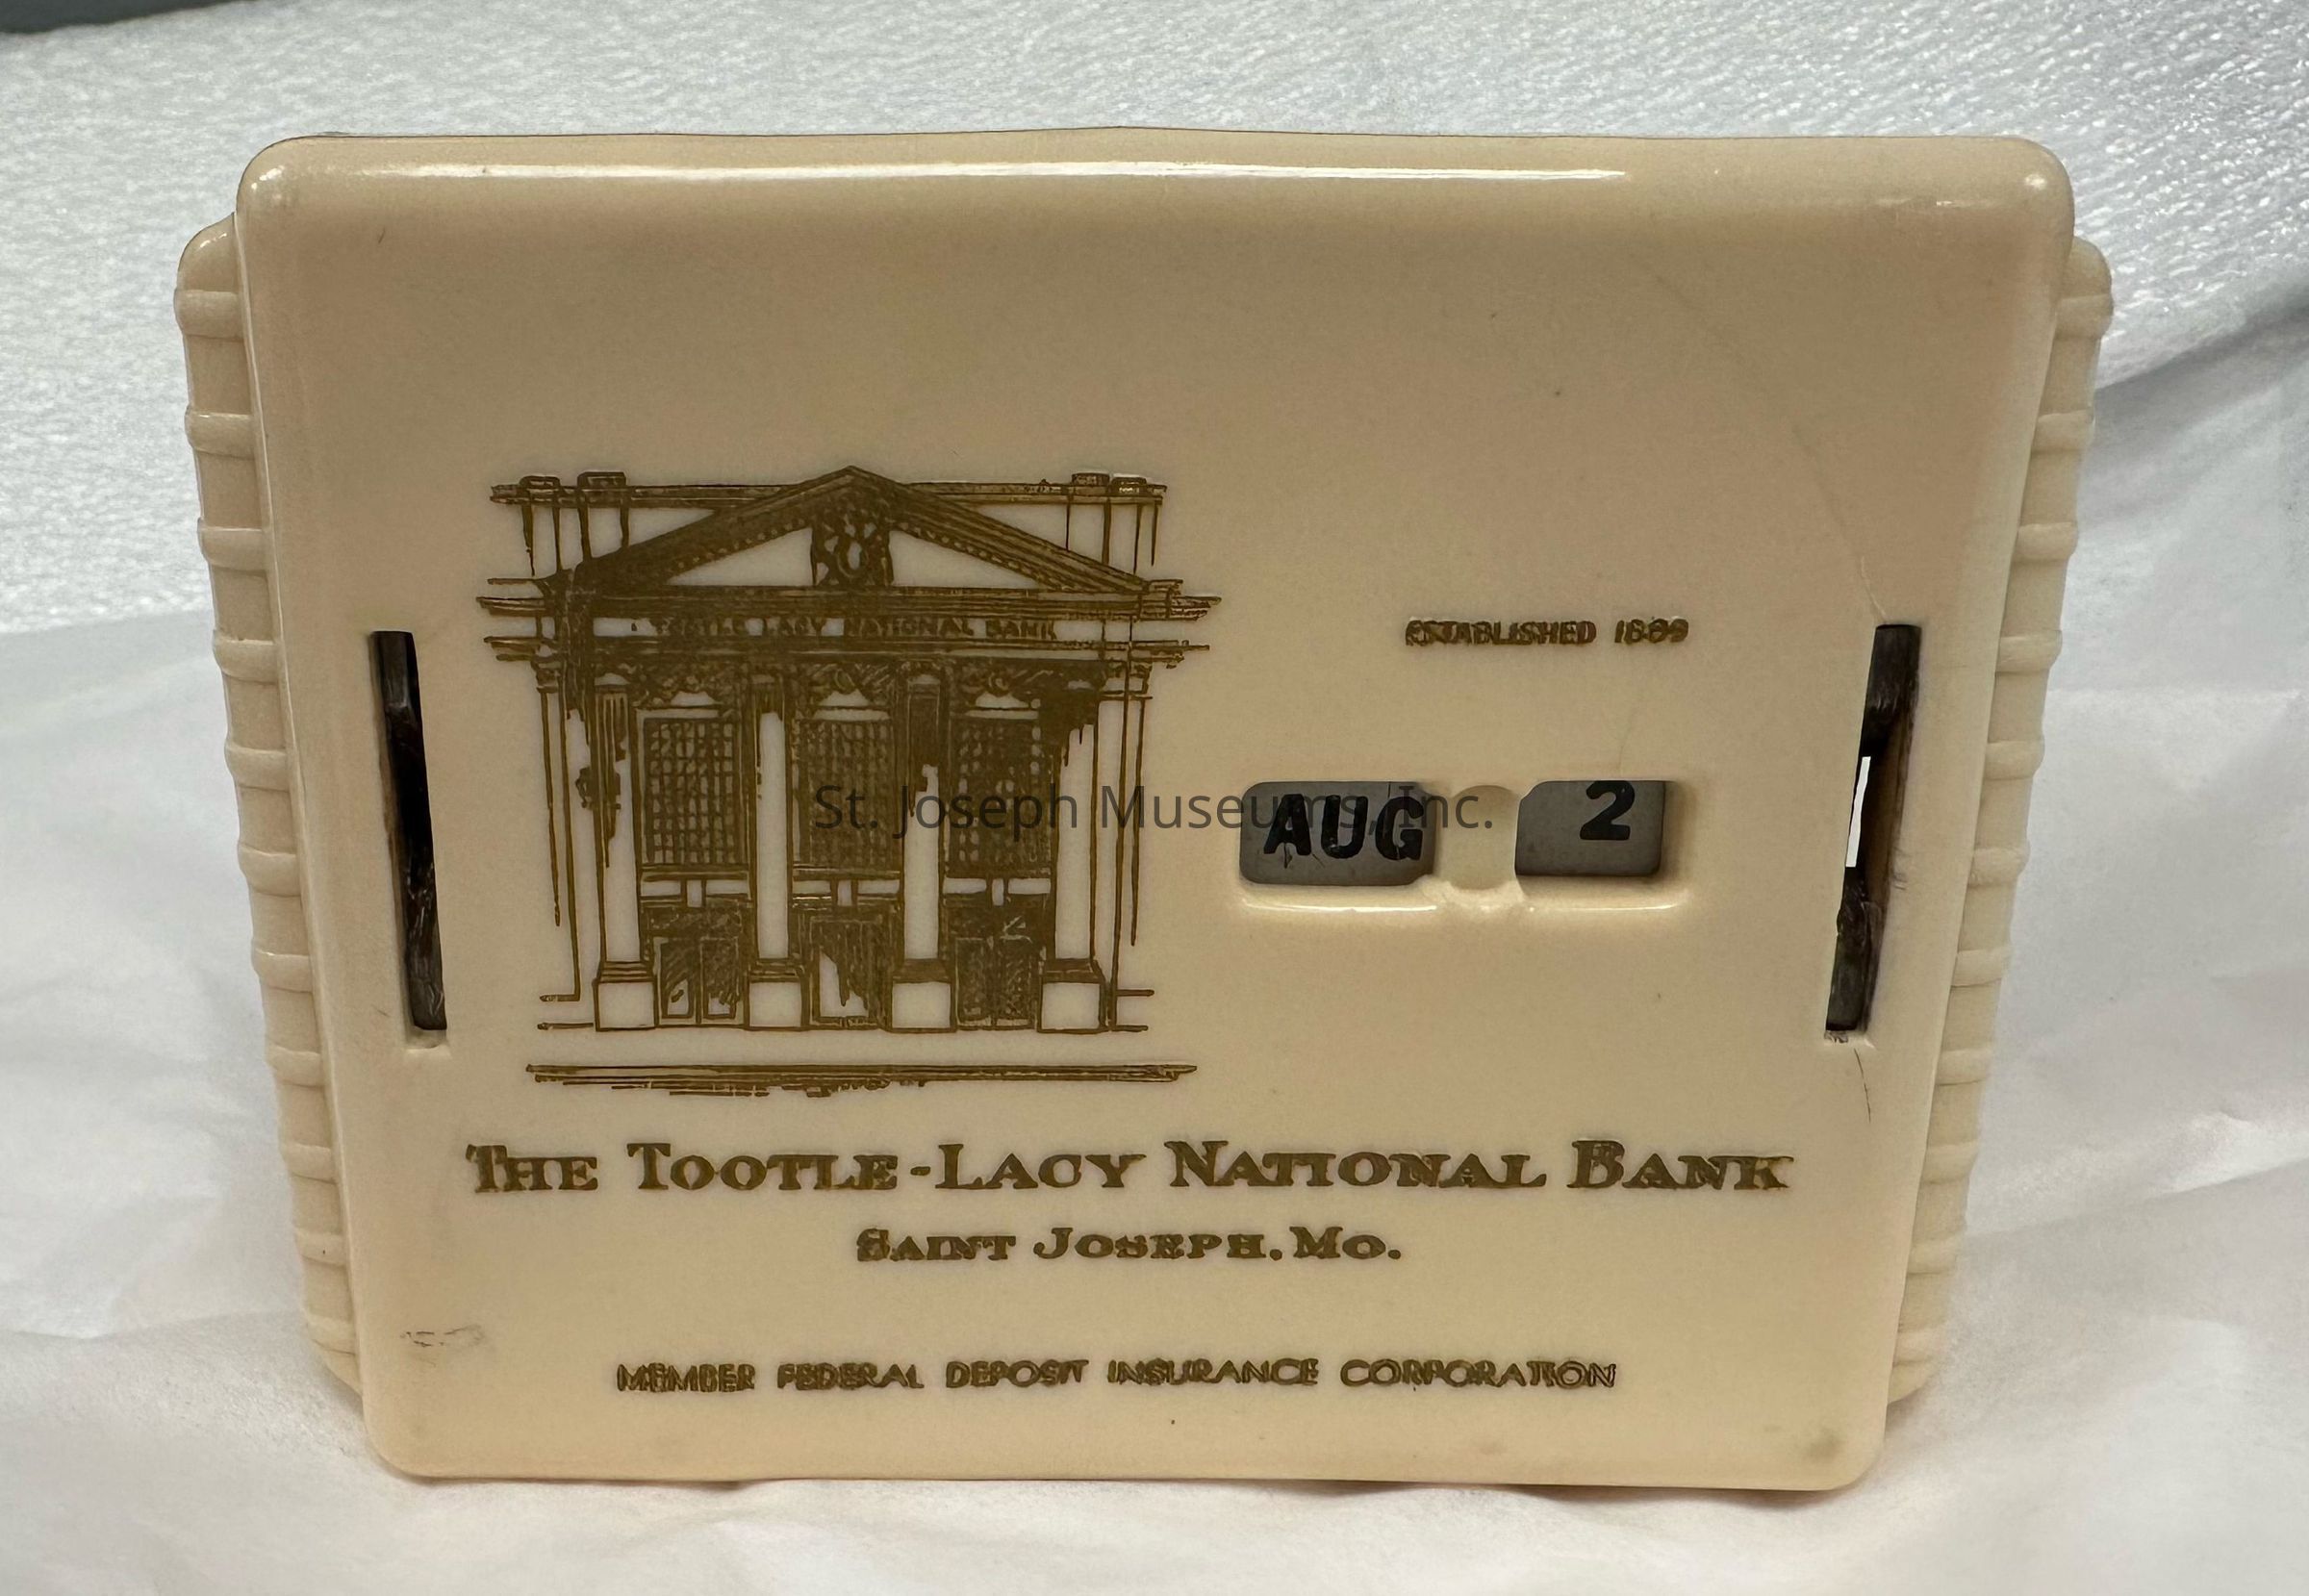 TOOTLE LACY NATIONAL BANK
ESTABLISHED 1889
AUG 2
St. Joseph Museums, Inc.
THE TOOTLE-LACY NATIONAL BANK
SAINT JOSEPH, MO.
MEMBER FEDERAL DEPOSIT INSURANCE CORPORATION